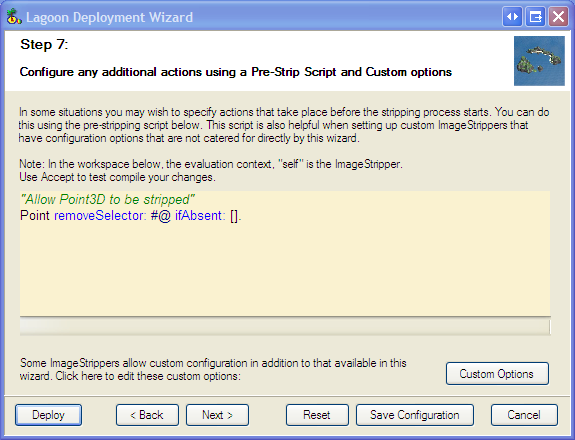 Lagoon Deployment Wizard
Step 7:
Configure any additional actions using a Pre-Strip Script and Custom options
In some situations you may wish to specify actions that take place before the stripping process starts. You can do
this using the pre-stripping script below. This script is also helpful when setting up custom ImageStrippers that
have configuration options that are not catered for directly by this wizard.
Note: In the workspace below, the evaluation context, "self" is the ImageStripper.
Use Accept to test compile your changes.
"Allow Point3D to be stripped"
Point removeSelector: #@ ifAbsent: [].
Some ImageStrippers allow custom configuration in addition to that available in this
wizard. Click here to edit these custom options:
Custom Options
Deploy < Back Next > Reset Save Configuration Cancel